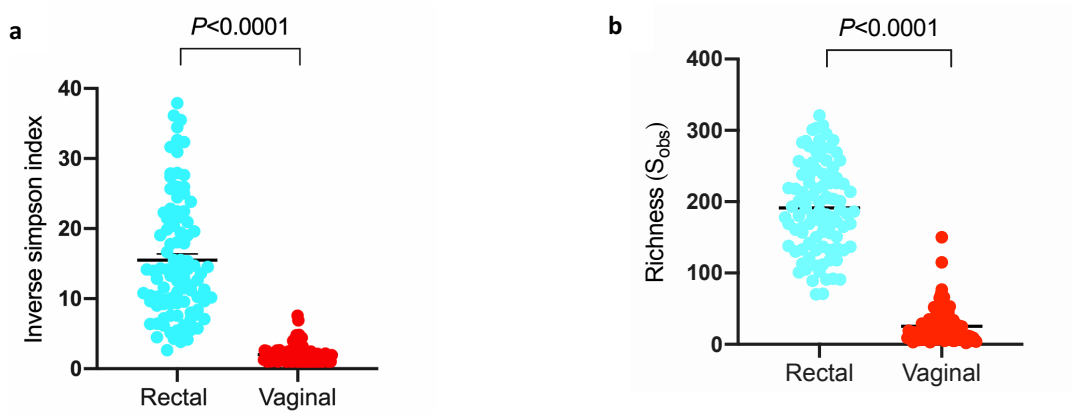 a
P<0.0001
Inverse simpson index
40
30
20
10
0
Rectal Vaginal
b
P<0.0001
Richness (Sobs)
400
300
200
100
0
Rectal Vaginal